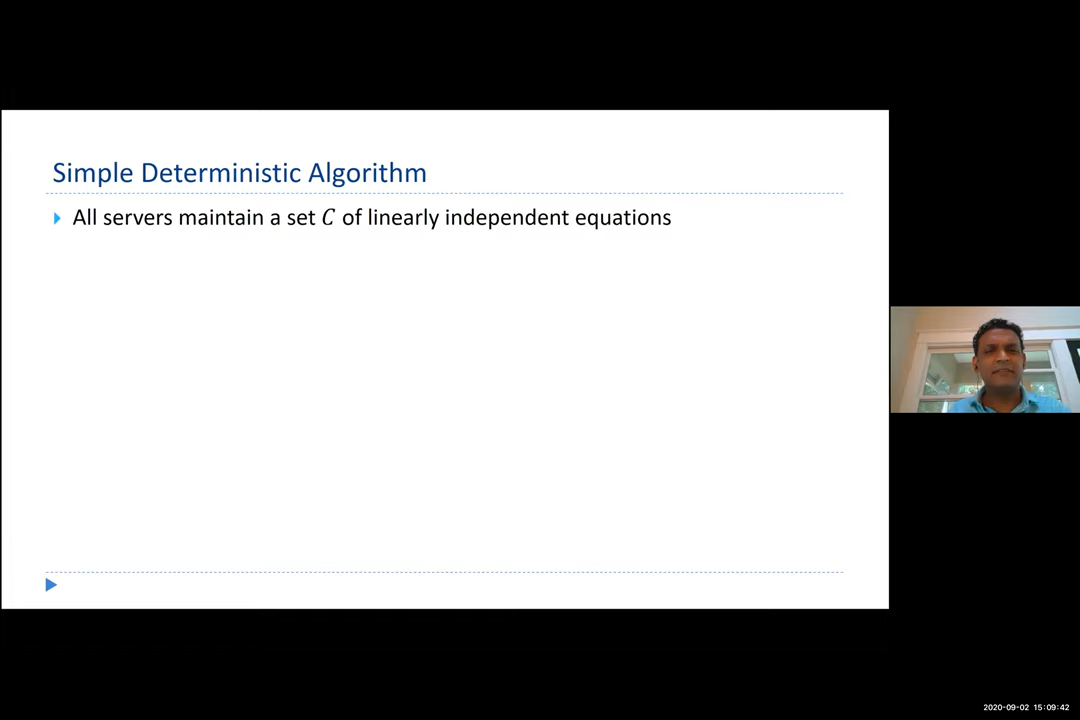 Simple Deterministic Algorithm
All servers maintain a set C of linearly independent equations
2020-09-02 15:09:42